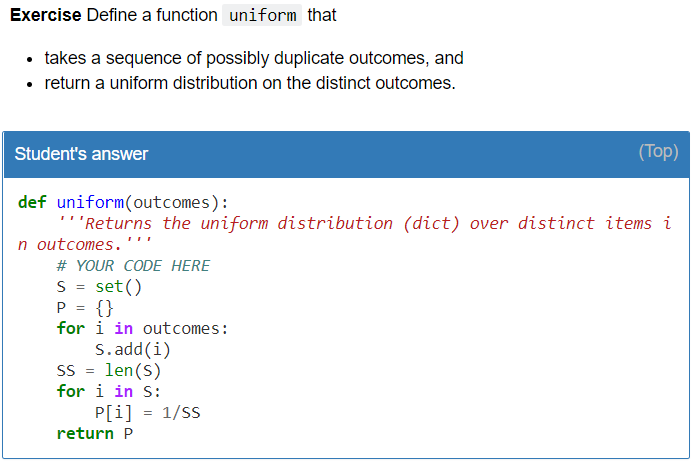 Exercise Define a function uniform that
• takes a sequence of possibly duplicate outcomes, and
• return a uniform distribution on the distinct outcomes.
Student's answer (Top)
def uniform(outcomes):
    '''Returns the uniform distribution (dict) over distinct items i
n outcomes.'''
    # YOUR CODE HERE
    S = set()
    P = {}
    for i in outcomes:
        S.add(i)
    SS = len(S)
    for i in S:
        P[i] = 1/SS
    return P